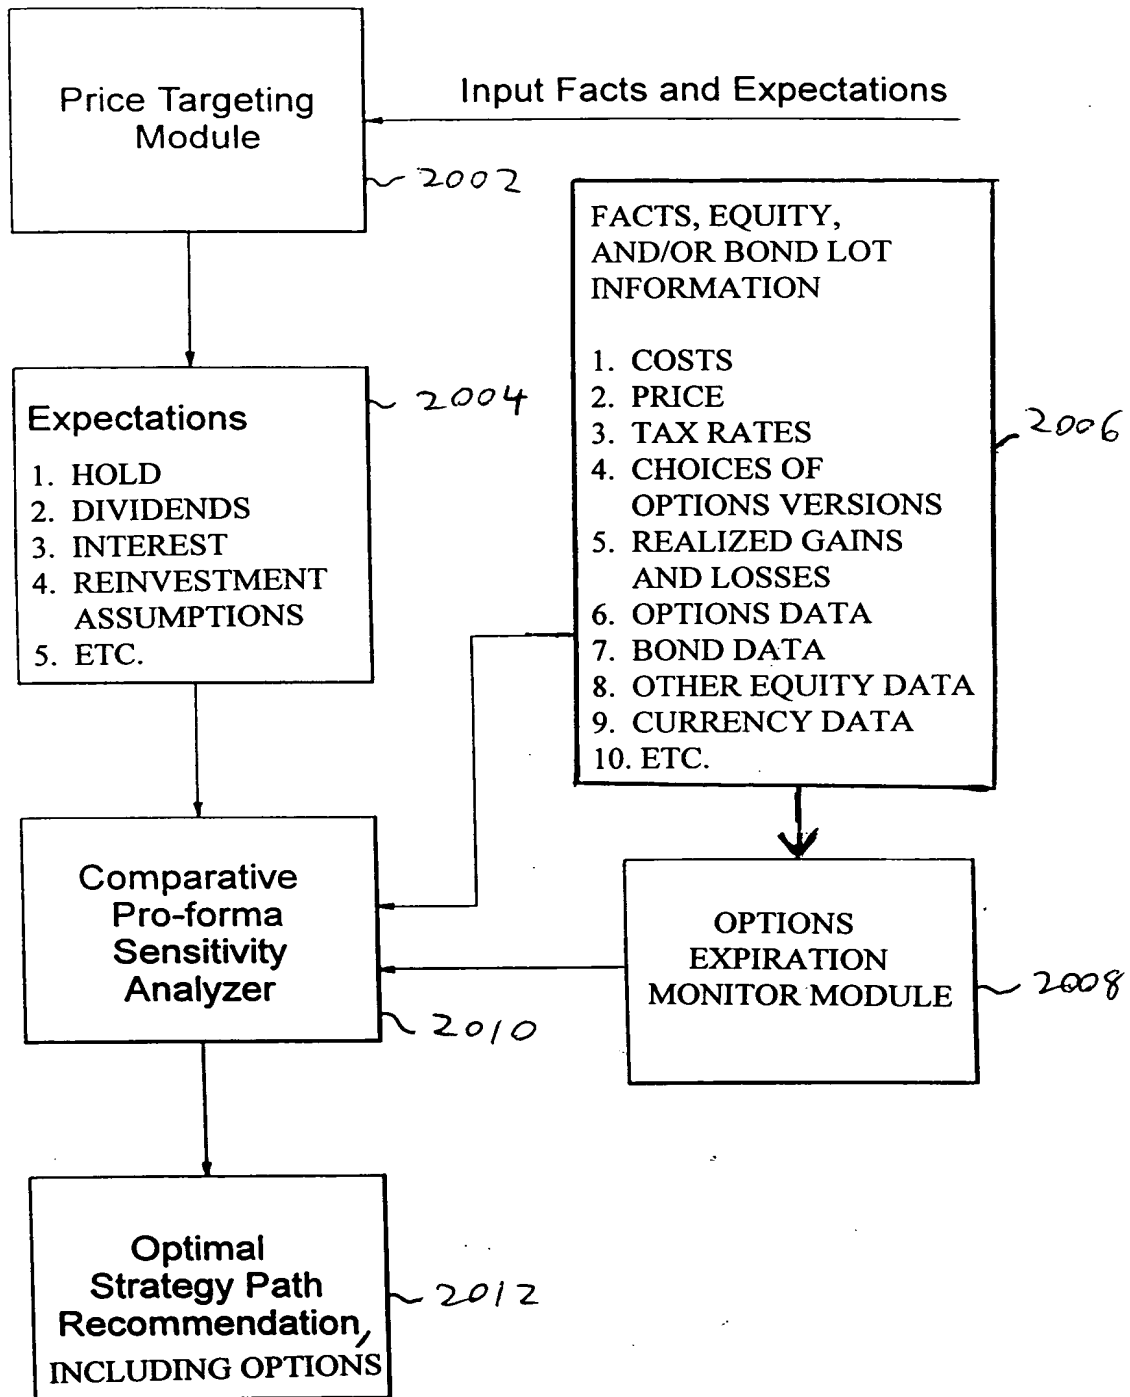 Price Targeting
Module
Input Facts and Expectations
2002
FACTS, EQUITY,
AND/OR BOND LOT
INFORMATION
1. COSTS
2. PRICE
3. TAX RATES
4. CHOICES OF
OPTIONS VERSIONS
5. REALIZED GAINS
AND LOSSES
6. OPTIONS DATA
7. BOND DATA
8. OTHER EQUITY DATA
9. CURRENCY DATA
10. ETC.
2006
Expectations
1. HOLD
2. DIVIDENDS
3. INTEREST
4. REINVESTMENT
ASSUMPTIONS
5. ETC.
2004
Comparative
Pro-forma
Sensitivity
Analyzer
2010
OPTIONS
EXPIRATION
MONITOR MODULE
2008
Optimal
Strategy Path
Recommendation,
INCLUDING OPTIONS
2012